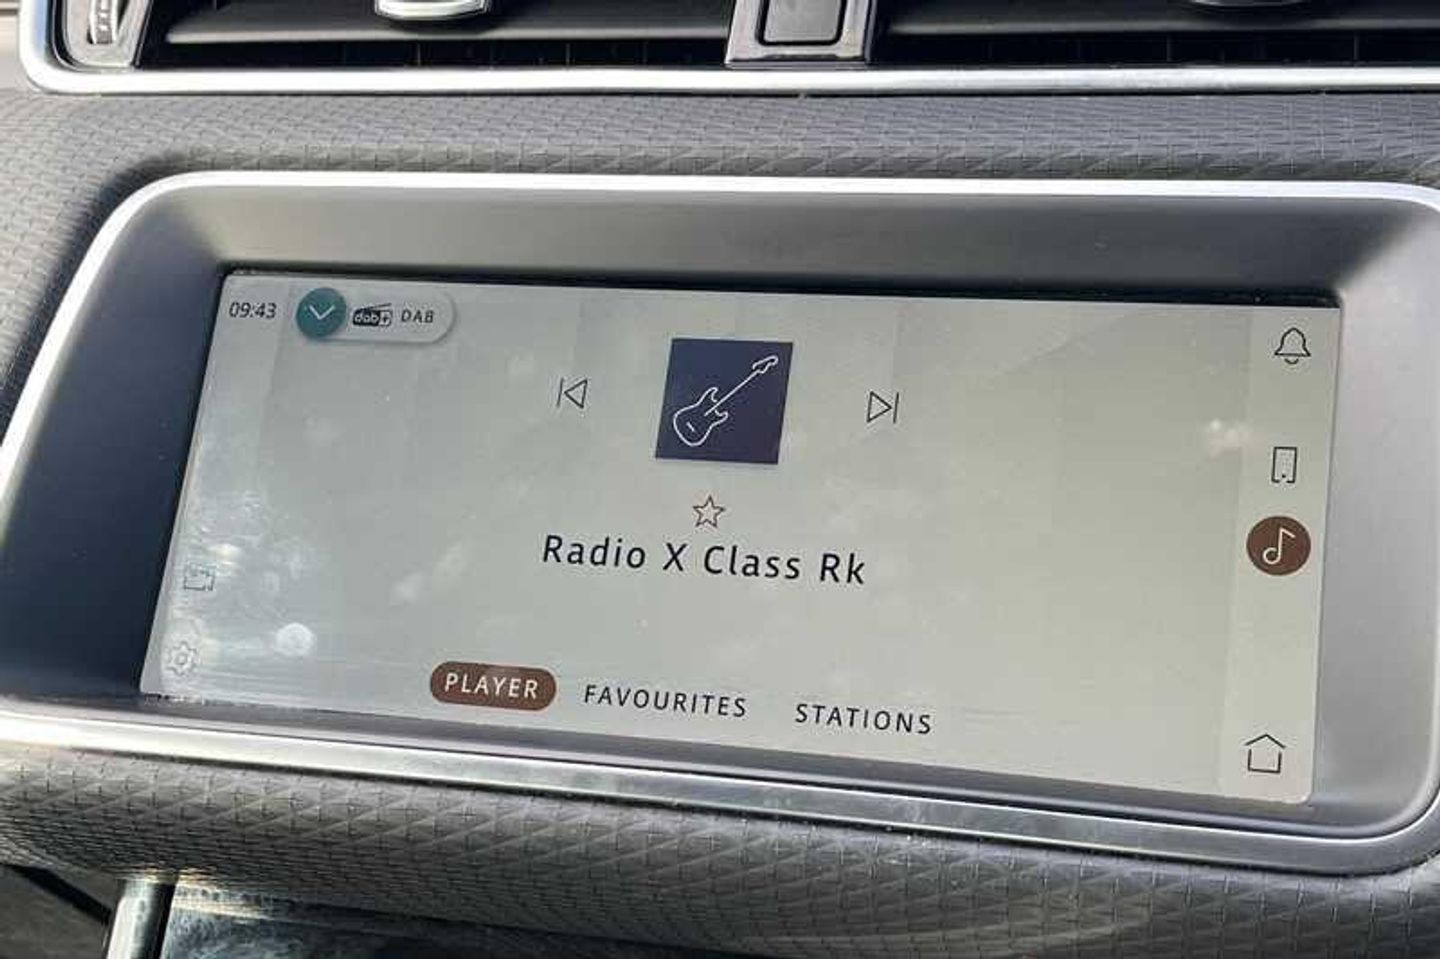 09:43
dab+ DAB
Radio X Class Rk
PLAYER FAVOURITES STATIONS